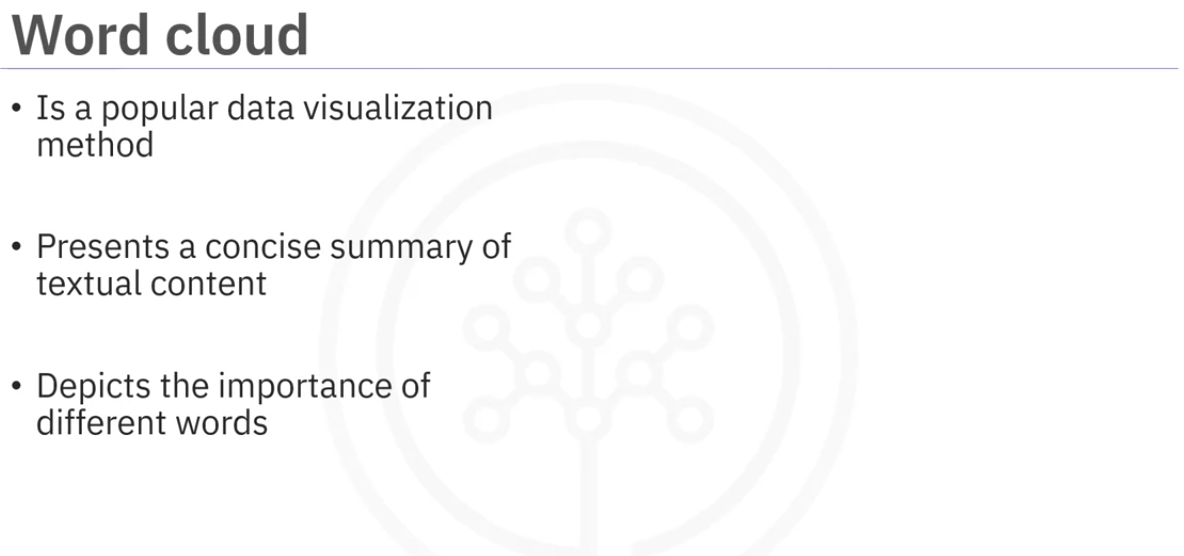 Word cloud
• Is a popular data visualization
method
• Presents a concise summary of
textual content
• Depicts the importance of
different words